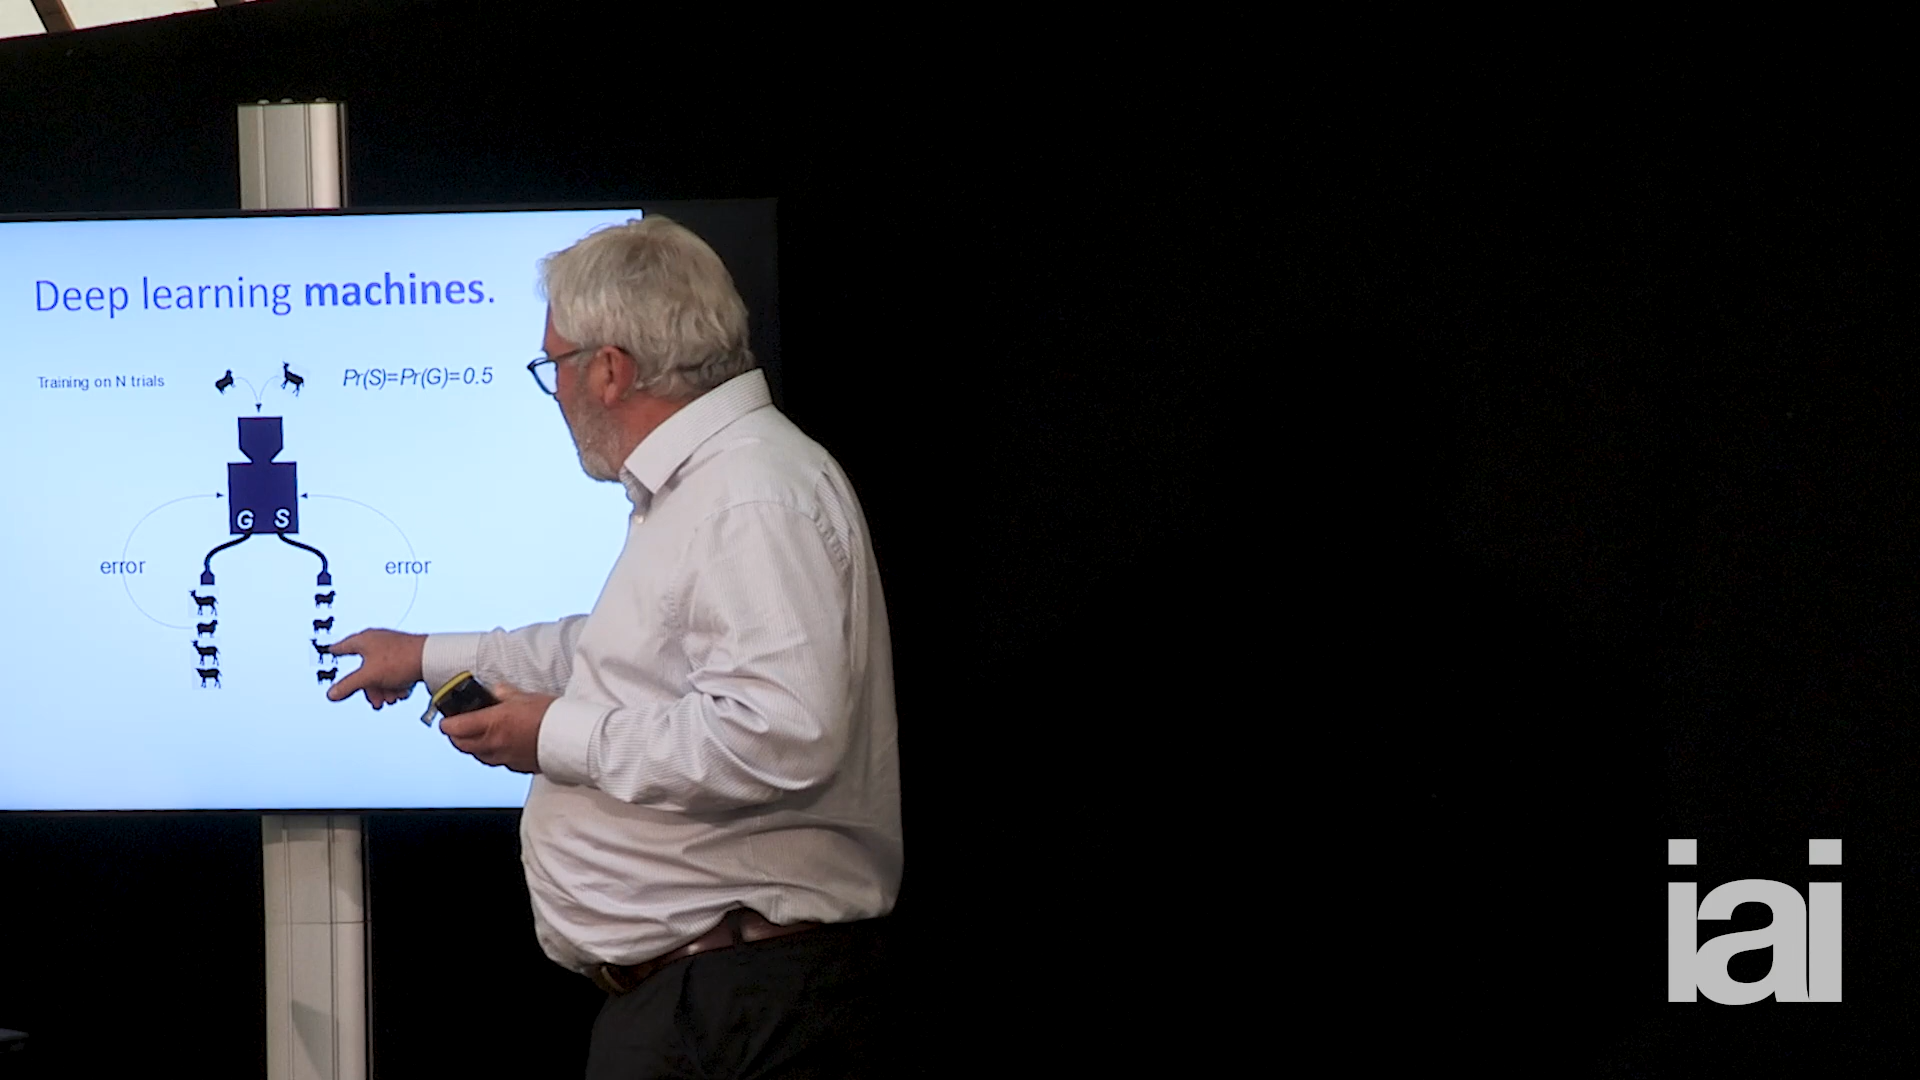 Deep learning machines.
Training on N trials
Pr(S)=Pr(G)=0.5
G S
error
error
iai